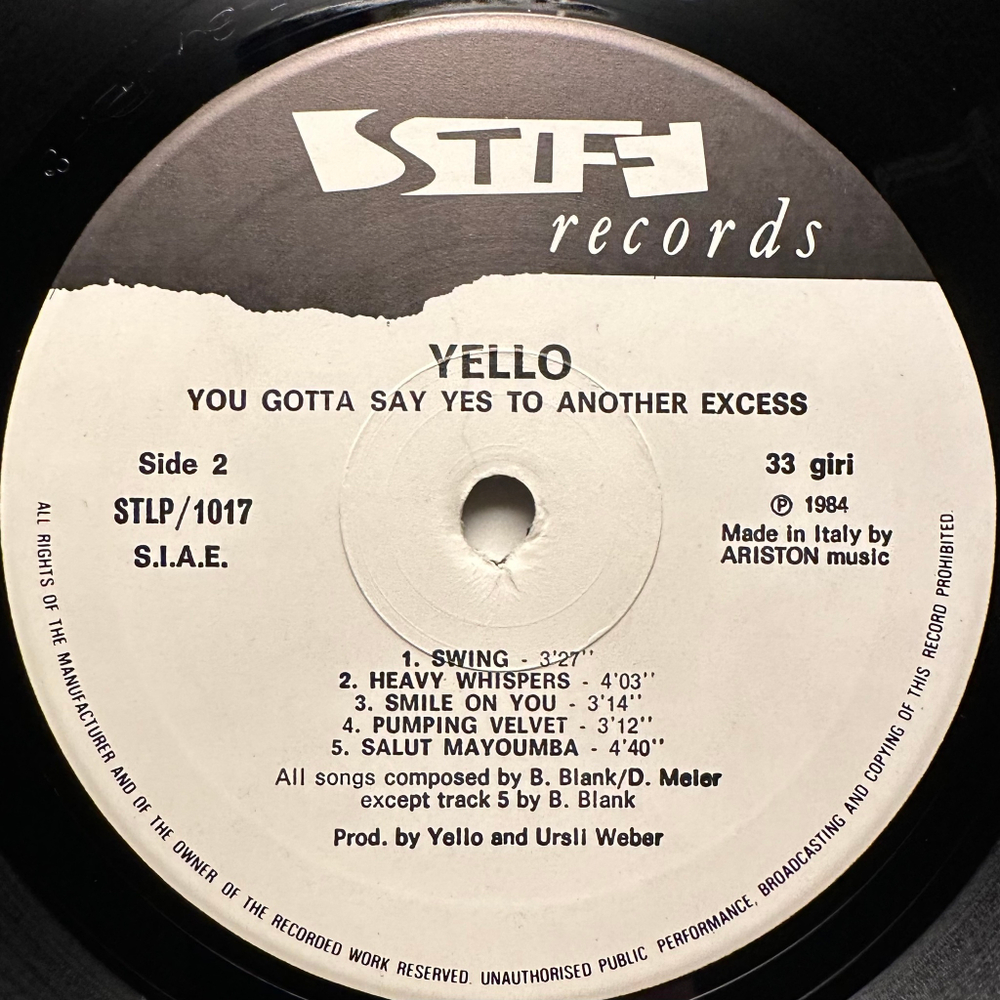 STIFF
records
YELLO
YOU GOTTA SAY YES TO ANOTHER EXCESS
Side 2
STLP/1017
S.I.A.E.
33 giri
℗ 1984
Made in Italy by
ARISTON music
1. SWING - 3'27''
2. HEAVY WHISPERS - 4'03''
3. SMILE ON YOU - 3'14''
4. PUMPING VELVET - 3'12''
5. SALUT MAYOUMBA - 4'40''
All songs composed by B. Blank/D. Meier
except track 5 by B. Blank
Prod. by Yello and Ursli Weber
ALL RIGHTS OF THE MANUFACTURER AND OF THE OWNER OF THE RECORDED WORK RESERVED. UNAUTHORISED PUBLIC PERFORMANCE, BROADCASTING AND COPYING OF THIS RECORD PROHIBITED.